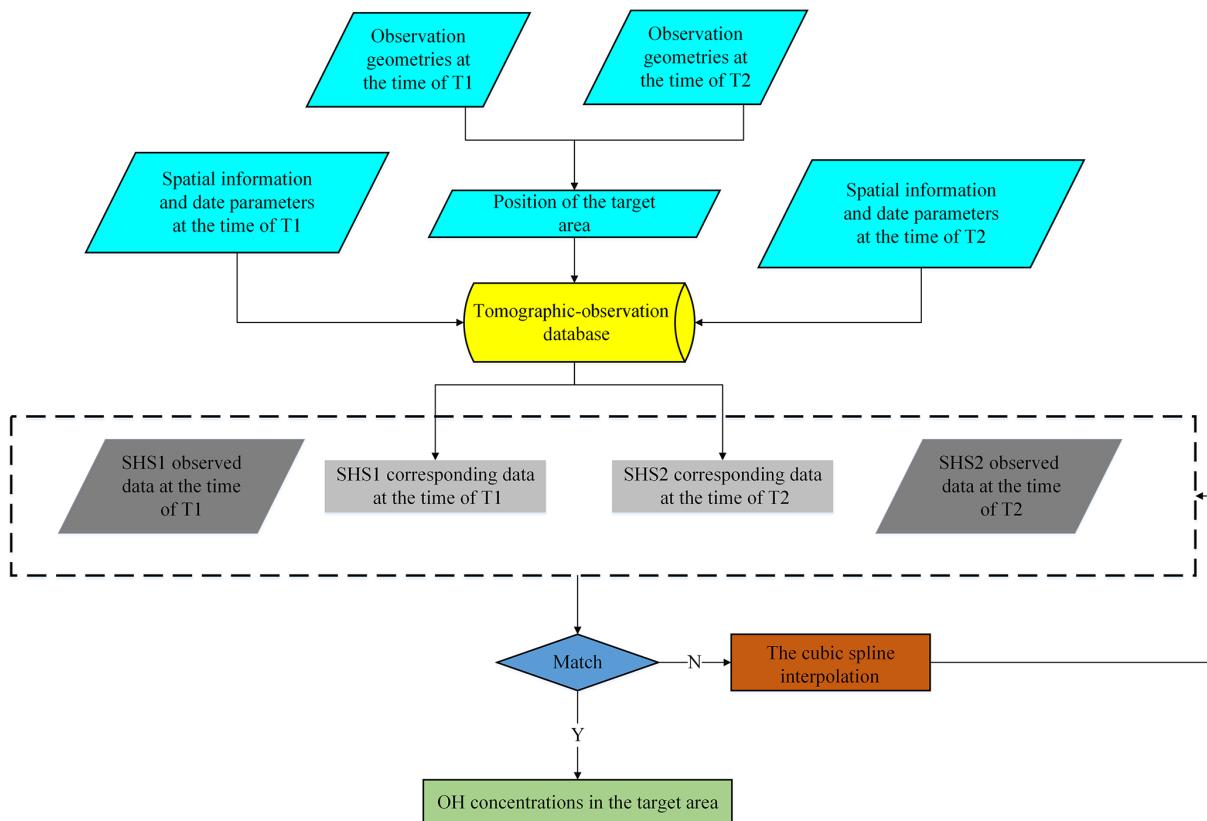 Observation
geometries at
the time of
T1
Observation
geometries at
the time of
T2
Spatial information
and date parameters
at the time of T1
Position of the target
area
Spatial information
and date parameters
at the time of T2
Tomographic-observation
database
SHS1 observed
data at the time
of T1
SHS1 corresponding data
at the time of T1
SHS2 corresponding data
at the time of T2
SHS2 observed
data at the time
of T2
Match
N
The cubic spline
interpolation
Y
OH concentrations in the target area